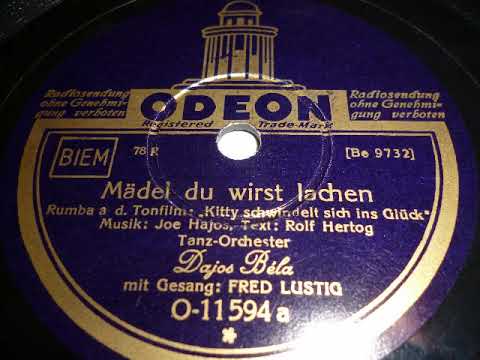 ODEON
Registered Trade-Mark
Radiosendung
ohne Genehmi-
gung verboten
Radiosendung
ohne Genehmi-
gung verboten
BIEM
78 R
[Be 9732]
Mädel du wirst lachen
Rumba a d. Tonfilm: „Kitty schwindelt sich ins Glück"
Musik: Joe Hajos, Text: Rolf Hertog
Tanz-Orchester
Dajos Béla
mit Gesang: FRED LUSTIG
O-11594 a
*